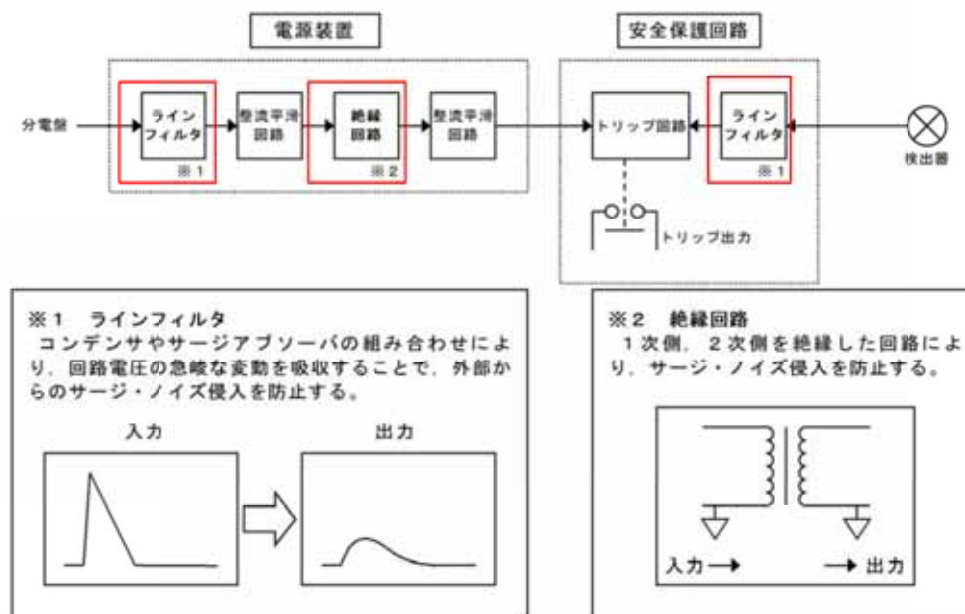 電源装置
安全保護回路
分電盤
ライン
フィルタ
※1
整流平滑
回路
絶縁
回路
※2
整流平滑
回路
トリップ回路
ライン
フィルタ
※1
検出器
トリップ出力
※1 ラインフィルタ
コンデンサやサージアブソーバの組み合わせによ
り，回路電圧の急峻な変動を吸収することで，外部か
らのサージ・ノイズ侵入を防止する。
入力
出力
※2 絶縁回路
1次側，2次側を絶縁した回路によ
り，サージ・ノイズ侵入を防止する。
入力
出力